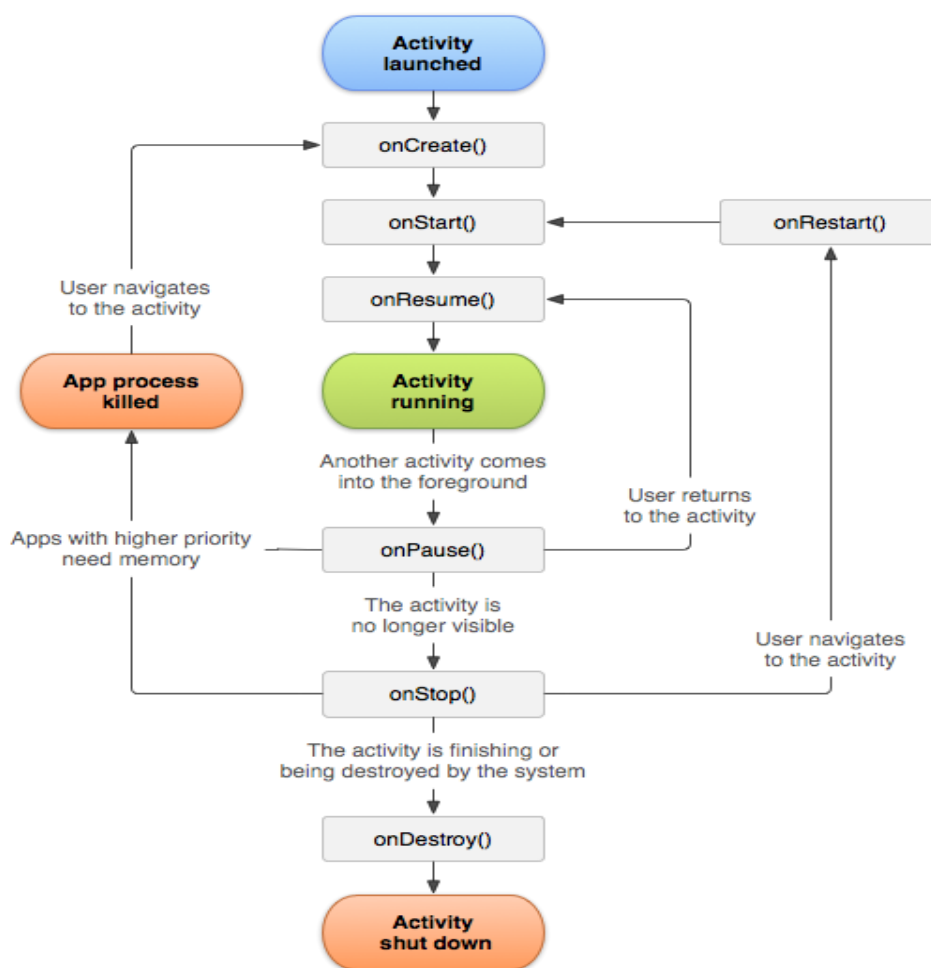 Activity
launched
onCreate()
onStart()
onRestart()
User navigates
to the activity
onResume()
App process
killed
Activity
running
Another activity comes
into the foreground
User returns
to the activity
Apps with higher priority
need memory
onPause()
The activity is
no longer visible
User navigates
to the activity
onStop()
The activity is finishing or
being destroyed by the system
onDestroy()
Activity
shut down